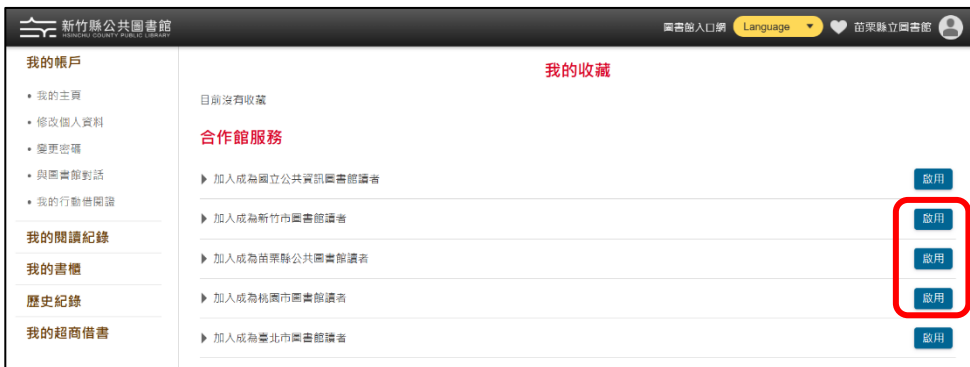 新竹縣公共圖書館
HSINCHU COUNTY PUBLIC LIBRARY
圖書館入口網 Language 苗栗縣立圖書館
我的帳戶
• 我的主頁
• 修改個人資料
• 變更密碼
• 與圖書館對話
• 我的行動借閱證
我的閱讀紀錄
我的書櫃
歷史紀錄
我的超商借書
我的收藏
目前沒有收藏
合作館服務
加入成為國立公共資訊圖書館讀者 啟用
加入成為新竹市圖書館讀者 啟用
加入成為苗栗縣公共圖書館讀者 啟用
加入成為桃園市圖書館讀者 啟用
加入成為臺北市圖書館讀者 啟用